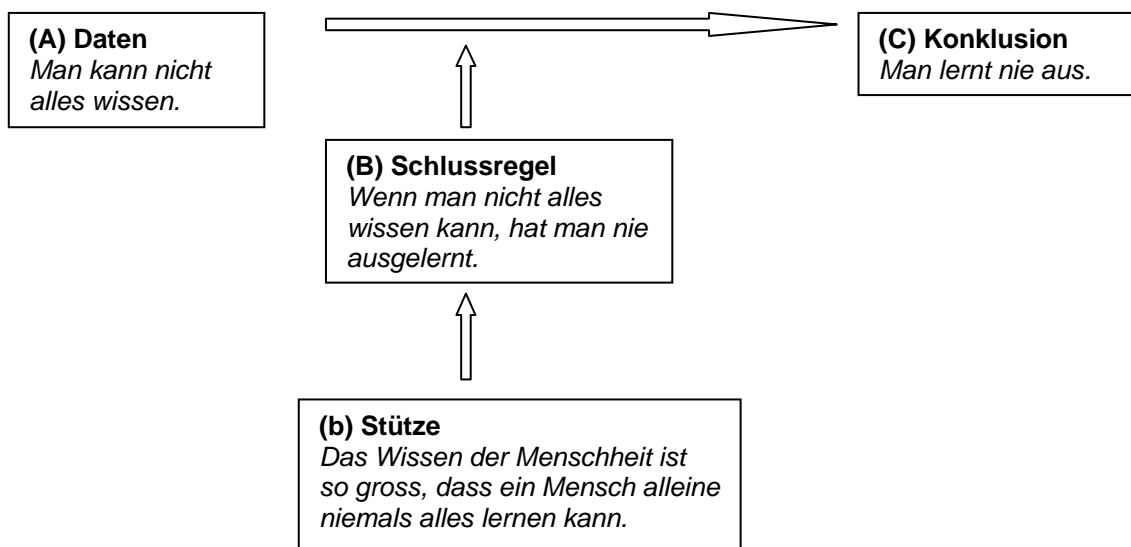 (A) Daten
Man kann nicht
alles wissen.
(C) Konklusion
Man lernt nie aus.
(B) Schlussregel
Wenn man nicht alles
wissen kann, hat man nie
ausgelernt.
(b) Stütze
Das Wissen der Menschheit ist
so gross, dass ein Mensch alleine
niemals alles lernen kann.